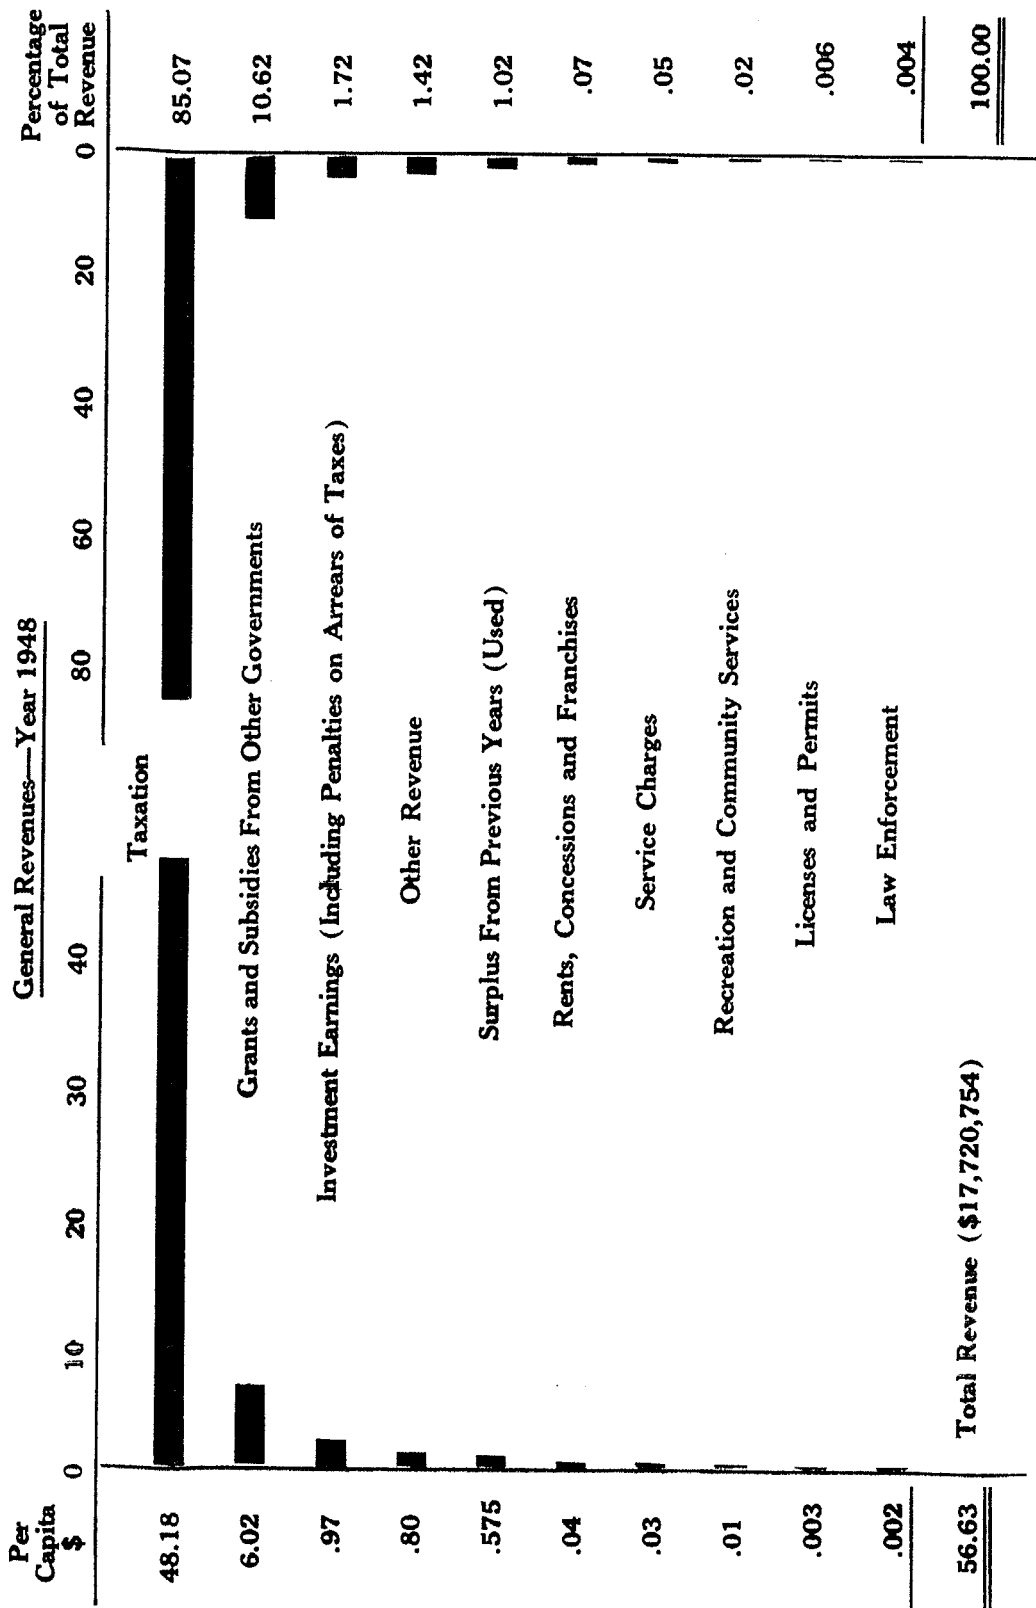 General Revenues—Year 1948
Per Capita $
Percentage of Total Revenue
0 10 20 30 40 80 60 40 20 0
Taxation
48.18 85.07
6.02 Grants and Subsidies From Other Governments 10.62
.97 Investment Earnings (Including Penalties on Arrears of Taxes) 1.72
.80 Other Revenue 1.42
.575 Surplus From Previous Years (Used) 1.02
.04 Rents, Concessions and Franchises .07
.03 Service Charges .05
.01 Recreation and Community Services .02
.003 Licenses and Permits .006
.002 Law Enforcement .004
56.63 Total Revenue ($17,720,754) 100.00